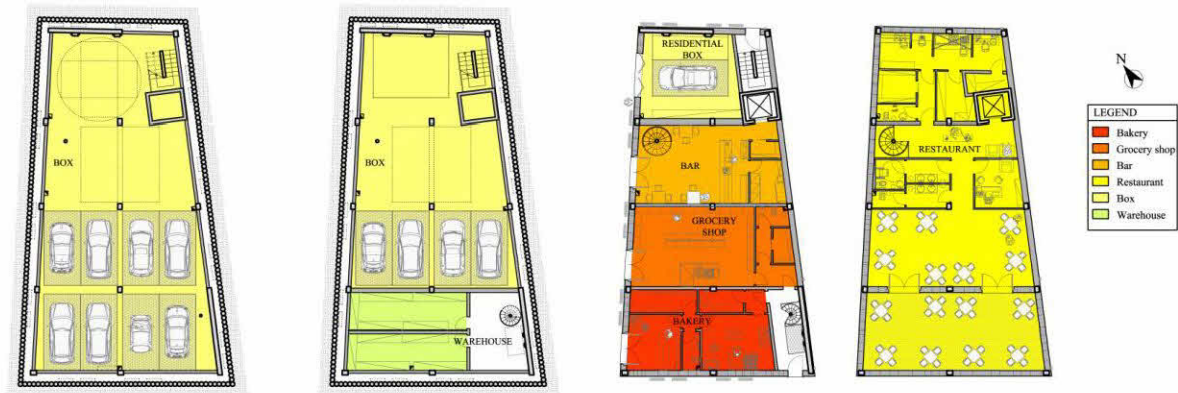 BOX
BOX
WAREHOUSE
RESIDENTIAL
BOX
BAR
GROCERY
SHOP
BAKERY
RESTAURANT
N
LEGEND
Bakery
Grocery shop
Bar
Restaurant
Box
Warehouse